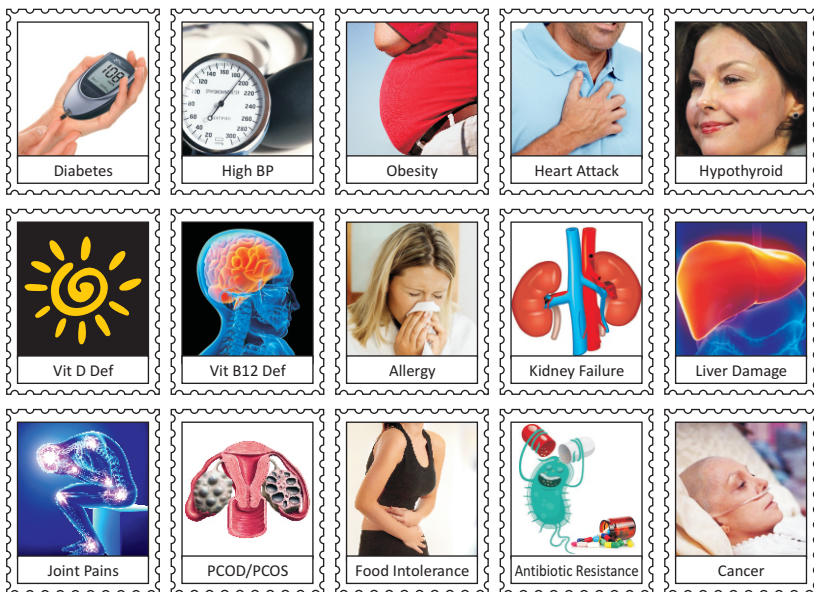 108
Diabetes
High BP
Obesity
Heart Attack
Hypothyroid
Vit D Def
Vit B12 Def
Allergy
Kidney Failure
Liver Damage
Joint Pains
PCOD/PCOS
Food Intolerance
Antibiotic Resistance
Cancer